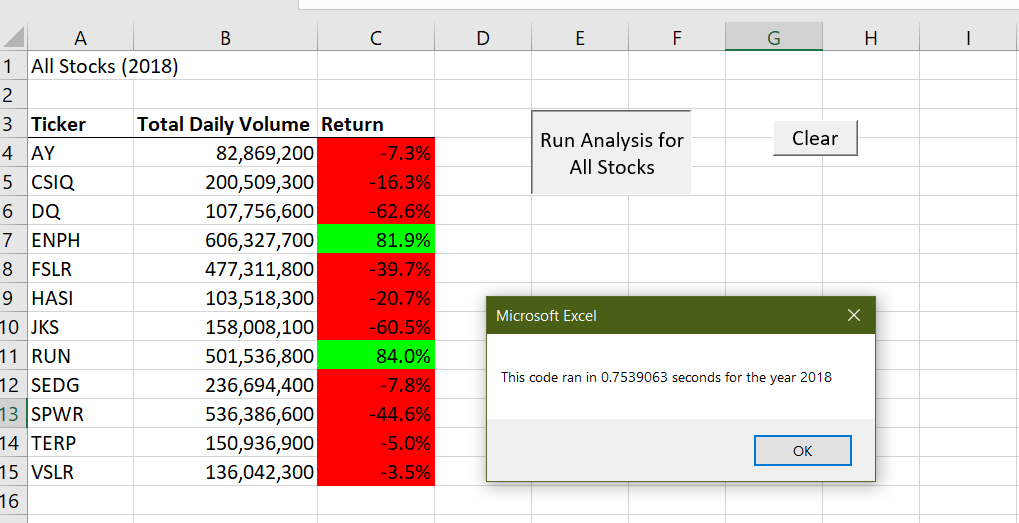 A B C D E F G H I
1 All Stocks (2018)
2
3 Ticker Total Daily Volume Return
Run Analysis for
All Stocks
Clear
4 AY 82,869,200 -7.3%
5 CSIQ 200,509,300 -16.3%
6 DQ 107,756,600 -62.6%
7 ENPH 606,327,700 81.9%
8 FSLR 477,311,800 -39.7%
9 HASI 103,518,300 -20.7%
10 JKS 158,008,100 -60.5%
11 RUN 501,536,800 84.0%
12 SEDG 236,694,400 -7.8%
13 SPWR 536,386,600 -44.6%
14 TERP 150,936,900 -5.0%
15 VSLR 136,042,300 -3.5%
16
Microsoft Excel
This code ran in 0.7539063 seconds for the year 2018
OK